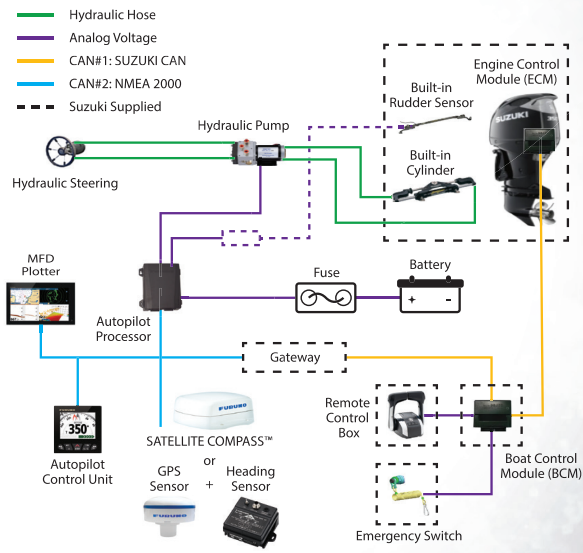 Hydraulic Hose
Analog Voltage
CAN#1: SUZUKI CAN
CAN#2: NMEA 2000
Suzuki Supplied
Engine Control
Module (ECM)
Built-in
Rudder Sensor
SUZUKI
Hydraulic Pump
Built-in
Cylinder
Hydraulic Steering
MFD
Plotter
Autopilot
Processor
Fuse
Battery
+ -
Gateway
FURUNO
350°
Autopilot
Control Unit
SATELLITE COMPASS™
or
GPS
Sensor
+
Heading
Sensor
FURUNO
Remote
Control
Box
Boat Control
Module (BCM)
Emergency Switch